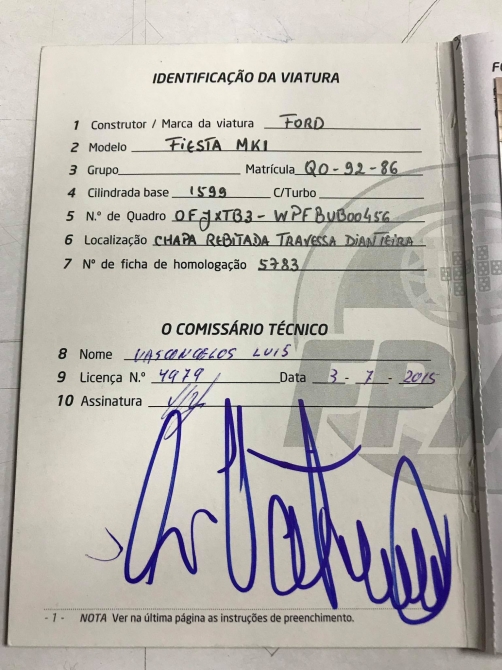 IDENTIFICAÇÃO DA VIATURA
1 Construtor / Marca da viatura FORD
2 Modelo FIESTA MK1
3 Grupo Matrícula QO-92-86
4 Cilindrada base 1599 C/Turbo
5 N.º de Quadro OFJXTB3-WPFBUB00456
6 Localização CHAPA REBITADA TRAVESSA DIANTEIRA
7 Nº de ficha de homologação 5783
O COMISSÁRIO TÉCNICO
8 Nome VASCONCELOS LUIS
9 Licença N.º 4979 Data 3-7-2015
10 Assinatura
-1- NOTA Ver na última página as instruções de preenchimento.